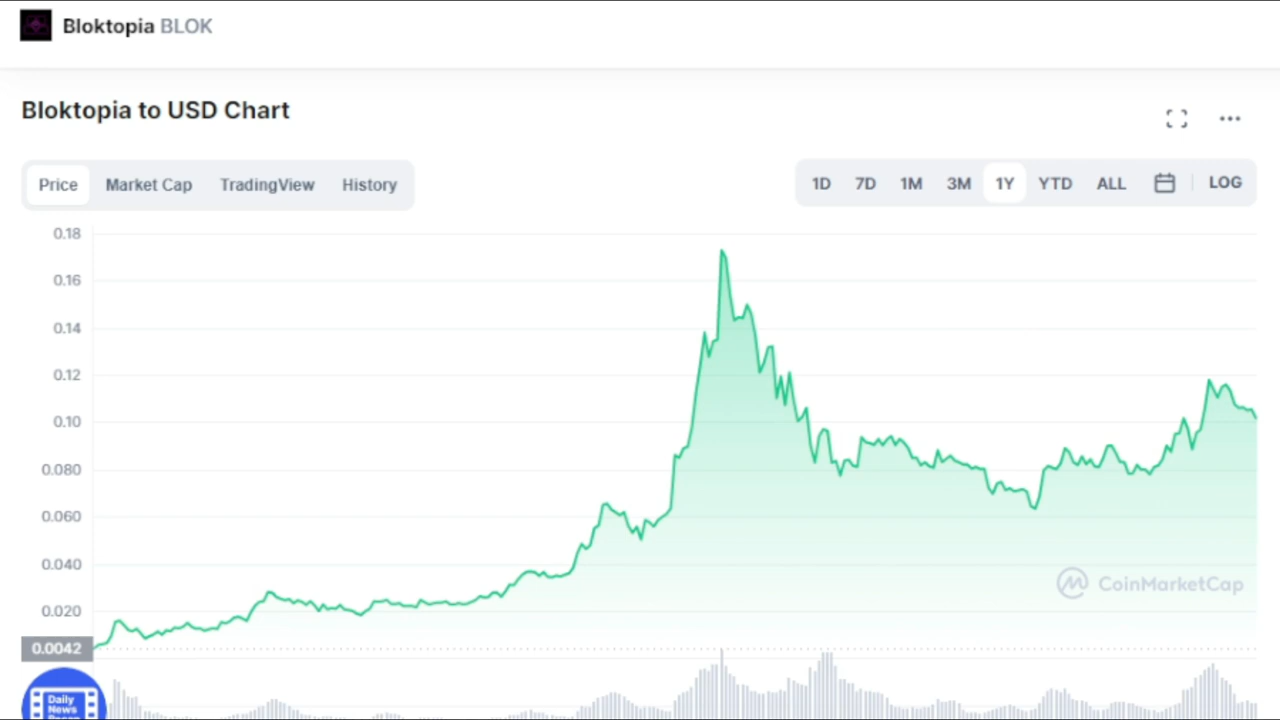 Bloktopia BLOK
Bloktopia to USD Chart
Price Market Cap TradingView History
1D 7D 1M 3M 1Y YTD ALL LOG
0.18
0.16
0.14
0.12
0.10
0.080
0.060
0.040
0.020
0.0042
CoinMarketCap
Daily
News